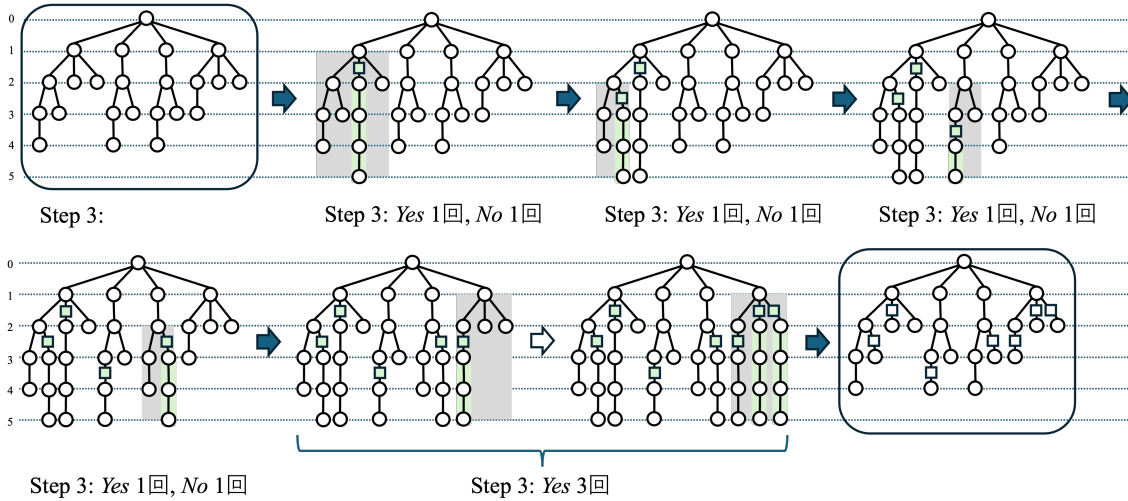 0
1
2
3
4
5
Step 3:
Step 3: Yes 1回, No 1回
Step 3: Yes 1回, No 1回
Step 3: Yes 1回, No 1回
0
1
2
3
4
5
Step 3: Yes 1回, No 1回
Step 3: Yes 3回